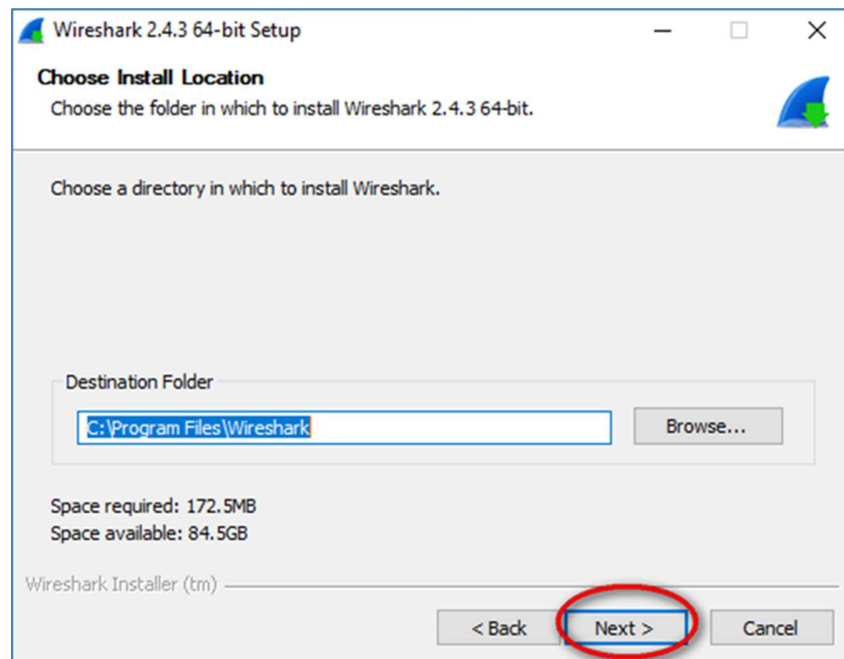 Wireshark 2.4.3 64-bit Setup
Choose Install Location
Choose the folder in which to install Wireshark 2.4.3 64-bit.
Choose a directory in which to install Wireshark.
Destination Folder
C:\Program Files\Wireshark
Browse...
Space required: 172.5MB
Space available: 84.5GB
Wireshark Installer (tm)
< Back Next > Cancel